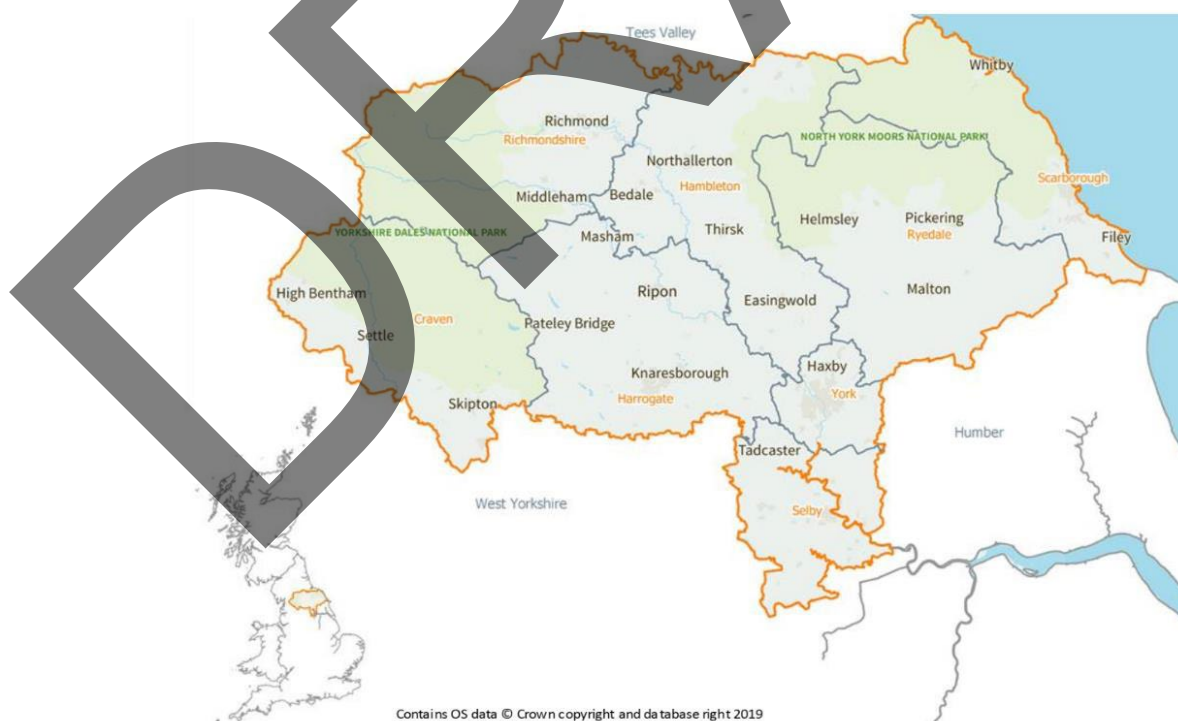 Tees Valley
Whitby
Richmond
Richmondshire
NORTH YORK MOORS NATIONAL PARK
Northallerton
Hambleton
Scarborough
Middleham
Bedale
Helmsley
Pickering
Ryedale
YORKSHIRE DALES NATIONAL PARK
Masham
Thirsk
Filey
High Bentham
Ripon
Easingwold
Malton
Craven
Settle
Pateley Bridge
Knaresborough
Haxby
York
Skipton
Harrogate
Humber
Tadcaster
West Yorkshire
Selby
Contains OS data © Crown copyright and database right 2019